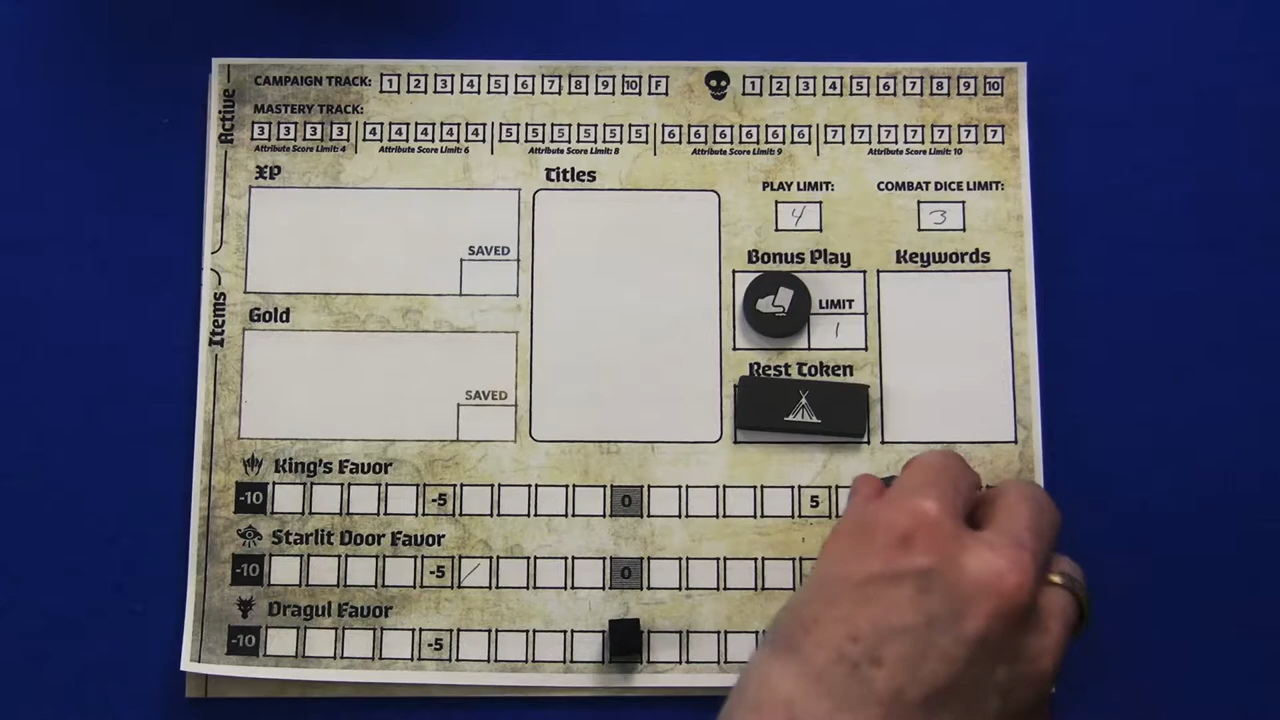 Active
Items
CAMPAIGN TRACK: 1 2 3 4 5 6 7 8 9 10 F 1 2 3 4 5 6 7 8 9 10
MASTERY TRACK:
3 3 3 3 4 4 4 4 4 5 5 5 5 5 5 6 6 6 6 6 6 7 7 7 7 7 7 7
Attribute Score Limit: 4 Attribute Score Limit: 6 Attribute Score Limit: 8 Attribute Score Limit: 9 Attribute Score Limit: 10
XP
SAVED
Gold
SAVED
Titles
PLAY LIMIT: COMBAT DICE LIMIT:
4 3
Bonus Play Keywords
LIMIT
1
Rest Token
King's Favor
-10 -5 0 5
Starlit Door Favor
-10 -5 0
Dragul Favor
-10 -5